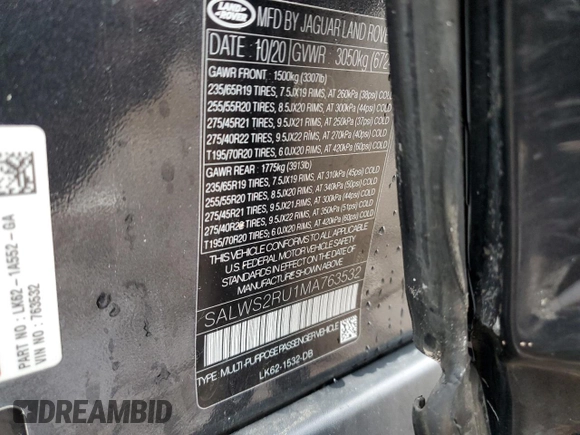 LAND ROVER
MFD BY JAGUAR LAND ROVE
DATE: 10/20 GVWR 3050kg (672
GAWR FRONT : 1500kg (3307lb)
235/65R19 TIRES, 7.5JX19 RIMS, AT 260kPa (38psi) COLD
255/55R20 TIRES, 8.5JX20 RIMS, AT 300kPa (44psi) COLD
275/45R21 TIRES, 9.5JX21 RIMS, AT 250kPa (37psi) COLD
275/40R22 TIRES, 9.5JX22 RIMS, AT 270kPa (40psi) COLD
T195/70R20 TIRES, 6.0JX20 RIMS, AT 420kPa (60psi) COLD
GAWR REAR : 1775kg (3913lb)
235/65R19 TIRES, 7.5JX19 RIMS, AT 310kPa (45psi) COLD
255/55R20 TIRES, 8.5JX20 RIMS, AT 340kPa (50psi) COLD
275/45R21 TIRES, 9.5JX21 RIMS, AT 300kPa (44psi) COLD
275/40R22 TIRES, 9.5JX22 RIMS, AT 350kPa (51psi) COLD
T195/70R20 TIRES, 6.0JX20 RIMS, AT 420kPa (60psi) COLD
THIS VEHICLE CONFORMS TO ALL APPLICABLE
FEDERAL MOTOR VEHICLE SAFETY
STANDARDS IN EFFECT ON THE DATE OF
MANUFACTURE.
SALWS2RU1MA763532
TYPE: MULTI-PURPOSE PASSENGER VEHICLE
LK62-1532-DB
PART NO : LK62-1A552-GA
VIN NO : 763532
DREAMBID